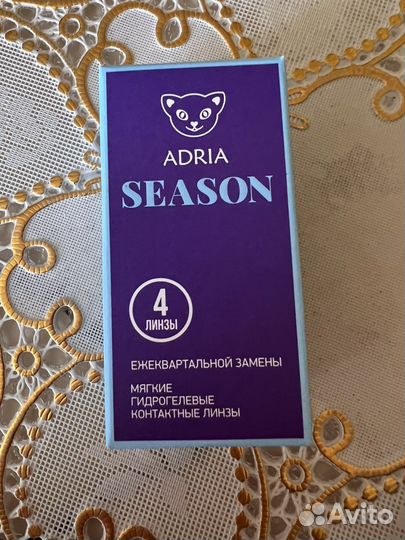 ADRIA
SEASON
4
ЛИНЗЫ
ЕЖЕКВАРТАЛЬНОЙ ЗАМЕНЫ
МЯГКИЕ
ГИДРОГЕЛЕВЫЕ
КОНТАКТНЫЕ ЛИНЗЫ
Avito